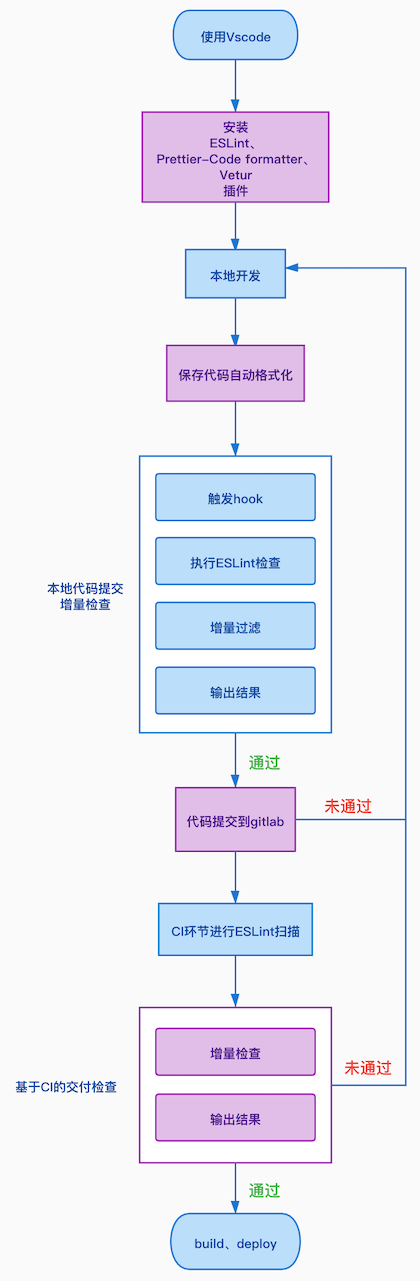 使用Vscode
安装
ESLint、
Prettier-Code formatter、
Vetur
插件
本地开发
保存代码自动格式化
触发hook
执行ESLint检查
本地代码提交
增量检查
增量过滤
输出结果
通过
代码提交到gitlab
未通过
CI环节进行ESLint扫描
增量检查
未通过
基于CI的交付检查
输出结果
通过
build、deploy